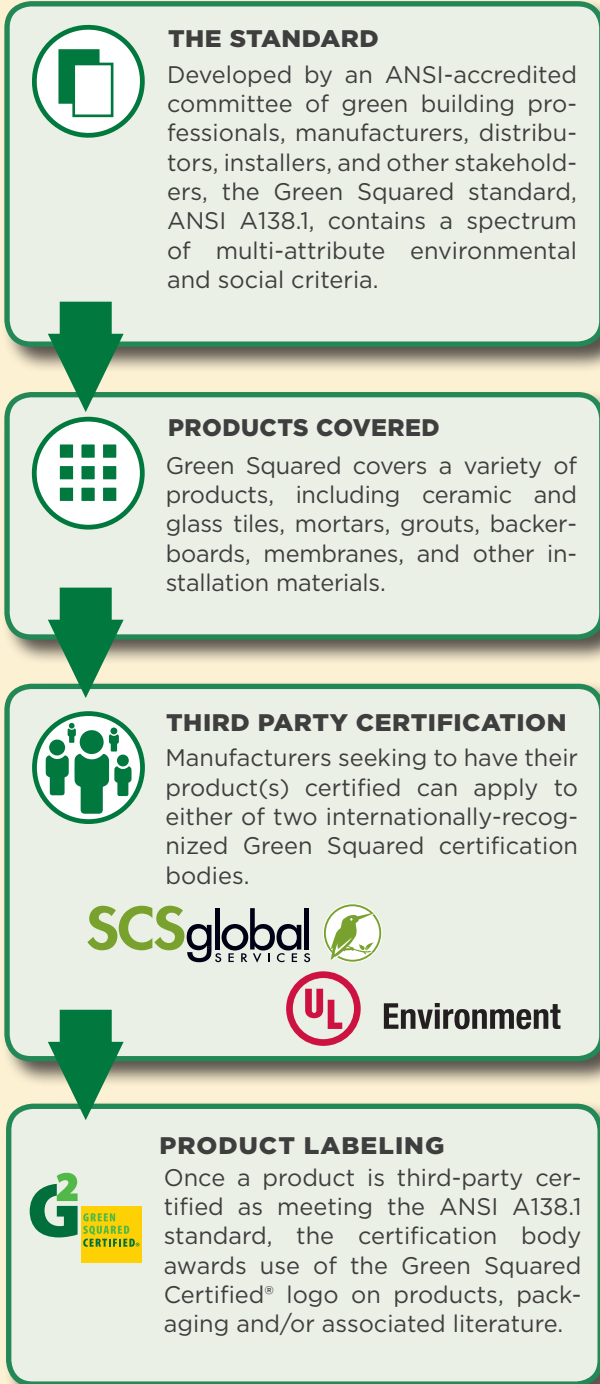 THE STANDARD
Developed by an ANSI-accredited
committee of green building pro-
fessionals, manufacturers, distribu-
tors, installers, and other stakehold-
ers, the Green Squared standard,
ANSI A138.1, contains a spectrum
of multi-attribute environmental
and social criteria.
PRODUCTS COVERED
Green Squared covers a variety of
products, including ceramic and
glass tiles, mortars, grouts, backer-
boards, membranes, and other in-
stallation materials.
THIRD PARTY CERTIFICATION
Manufacturers seeking to have their
product(s) certified can apply to
either of two internationally-recog-
nized Green Squared certification
bodies.
SCSglobal
SERVICES
UL Environment
PRODUCT LABELING
G2
GREEN
SQUARED
CERTIFIED®
Once a product is third-party cer-
tified as meeting the ANSI A138.1
standard, the certification body
awards use of the Green Squared
Certified® logo on products, pack-
aging and/or associated literature.